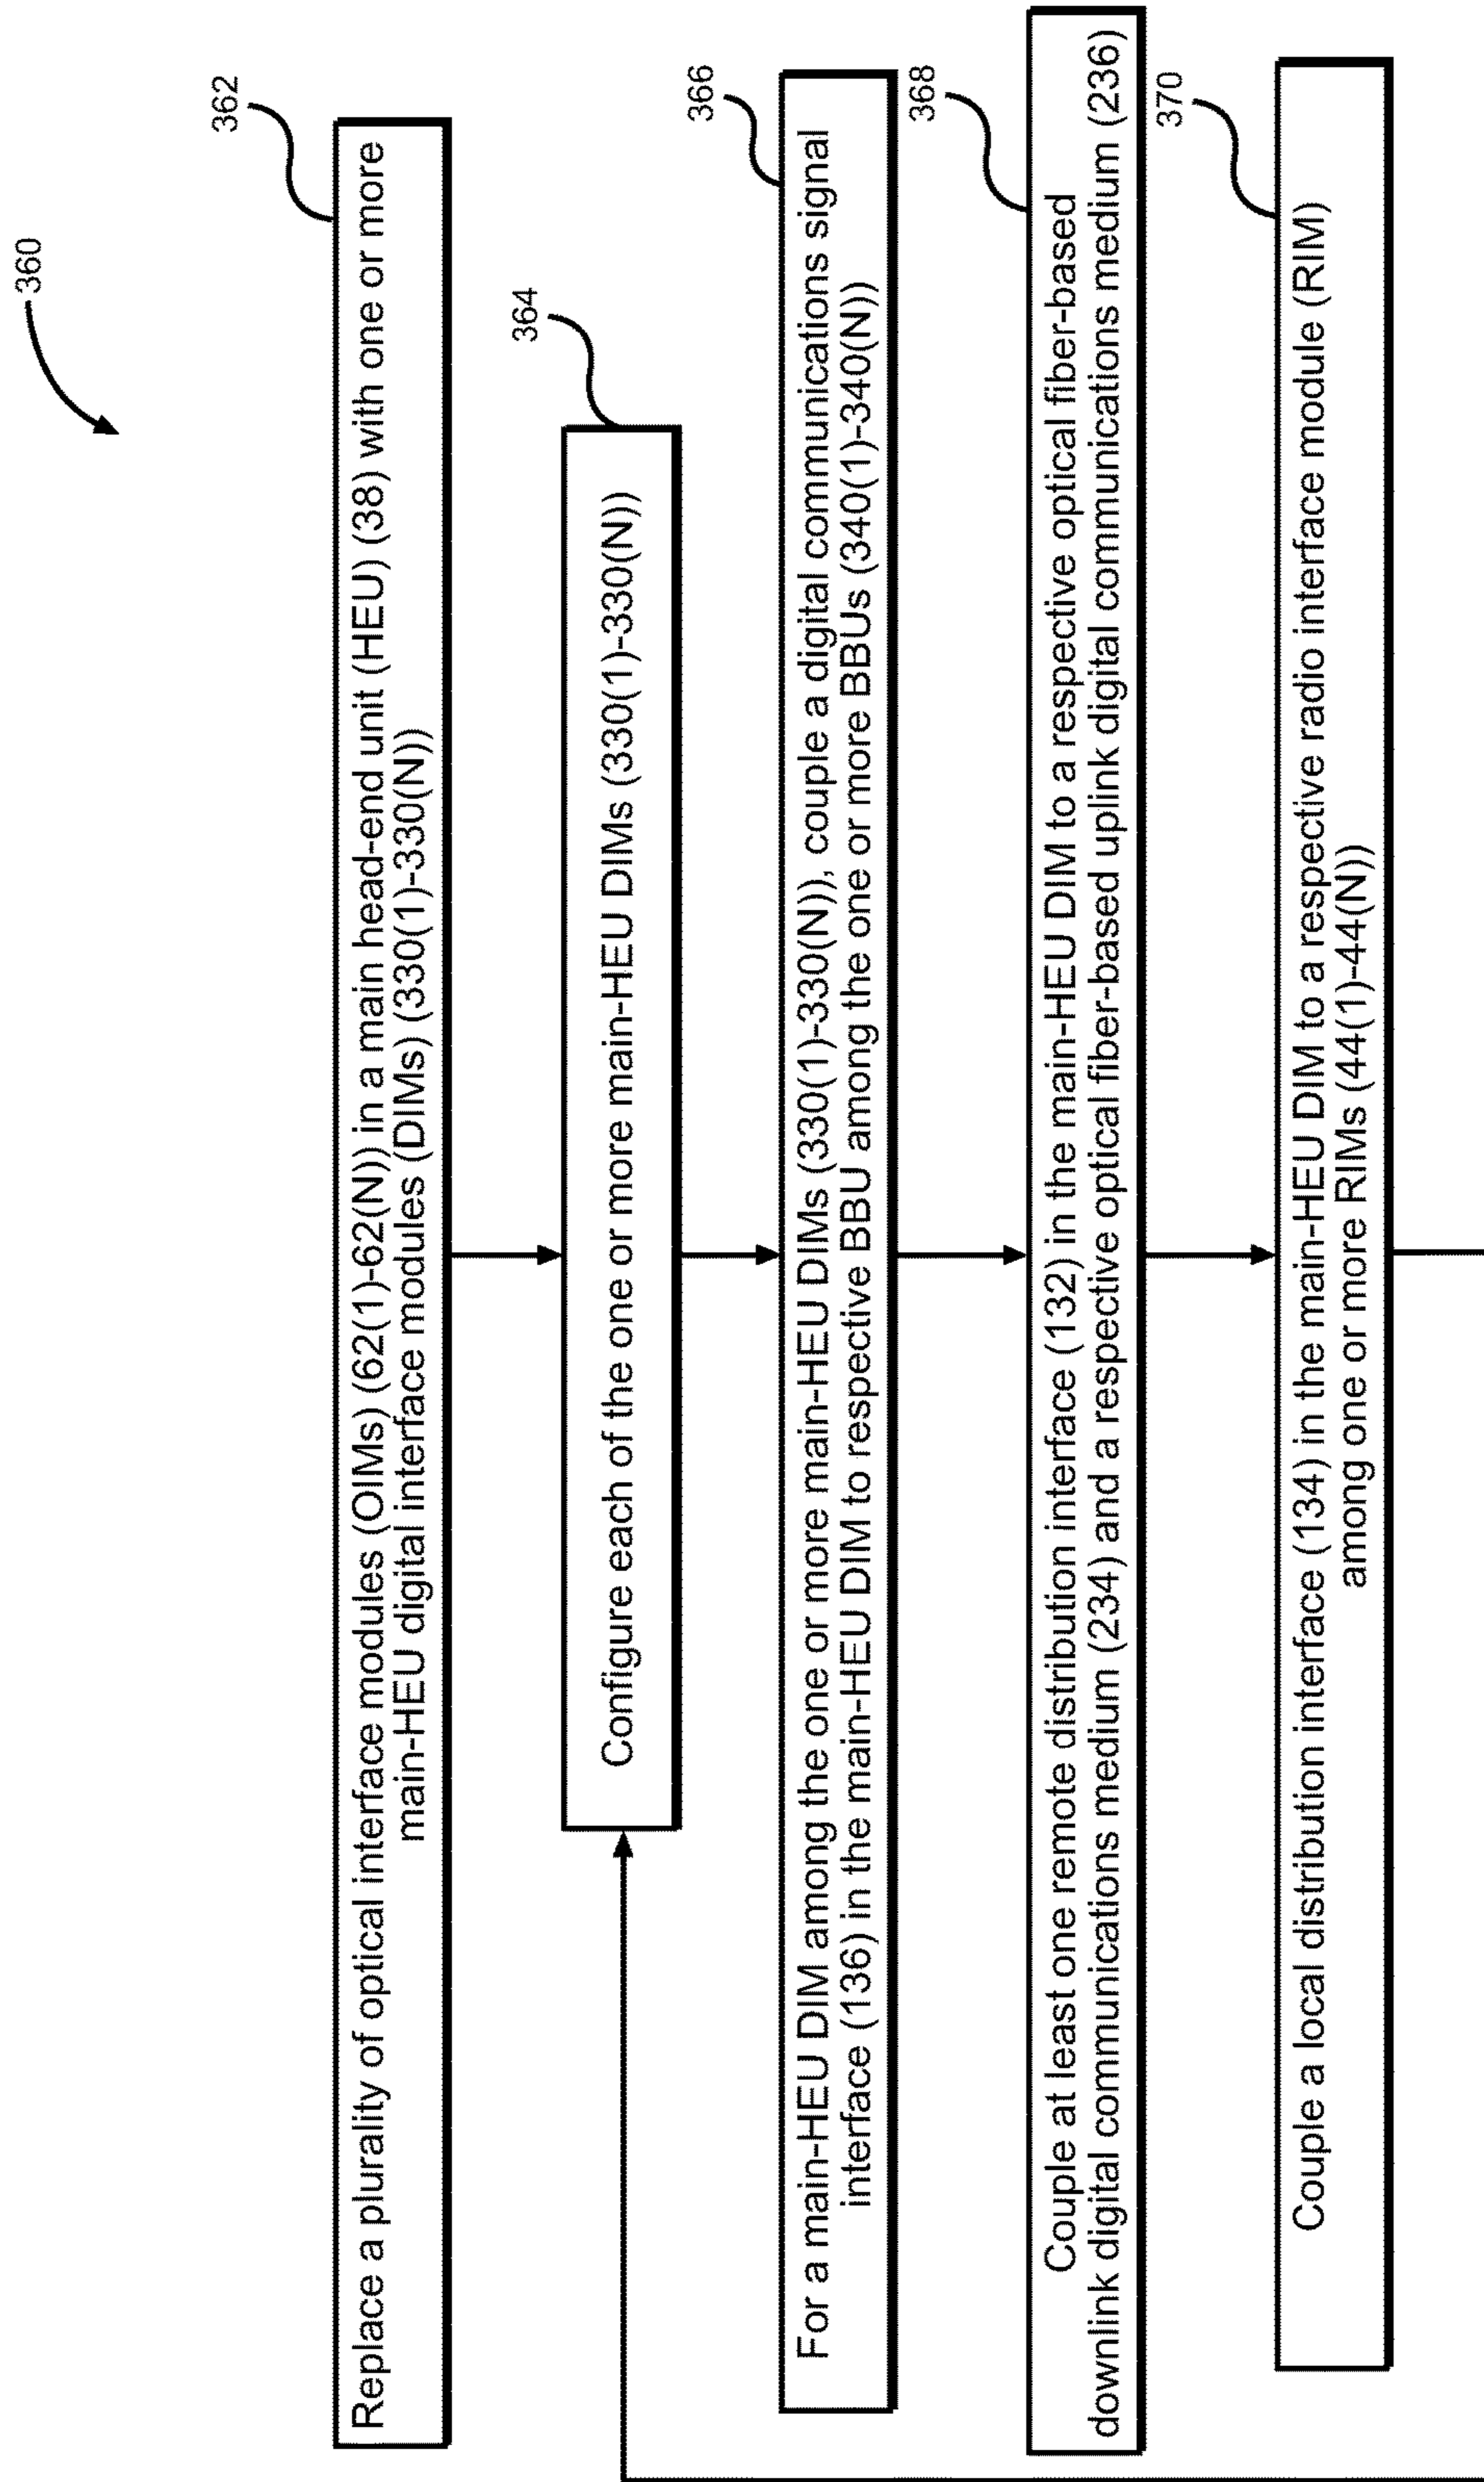 360
362
Replace a plurality of optical interface modules (OIMs) (62(1)-62(N)) in a main head-end unit (HEU) (38) with one or more
main-HEU digital interface modules (DIMs) (330(1)-330(N))
364
Configure each of the one or more main-HEU DIMs (330(1)-330(N))
366
For a main-HEU DIM among the one or more main-HEU DIMs (330(1)-330(N)), couple a digital communications signal
interface (136) in the main-HEU DIM to respective BBU among the one or more BBUs (340(1)-340(N))
368
Couple at least one remote distribution interface (132) in the main-HEU DIM to a respective optical fiber-based
downlink digital communications medium (234) and a respective optical fiber-based uplink digital communications medium (236)
370
Couple a local distribution interface (134) in the main-HEU DIM to a respective radio interface module (RIM)
among one or more RIMs (44(1)-44(N))